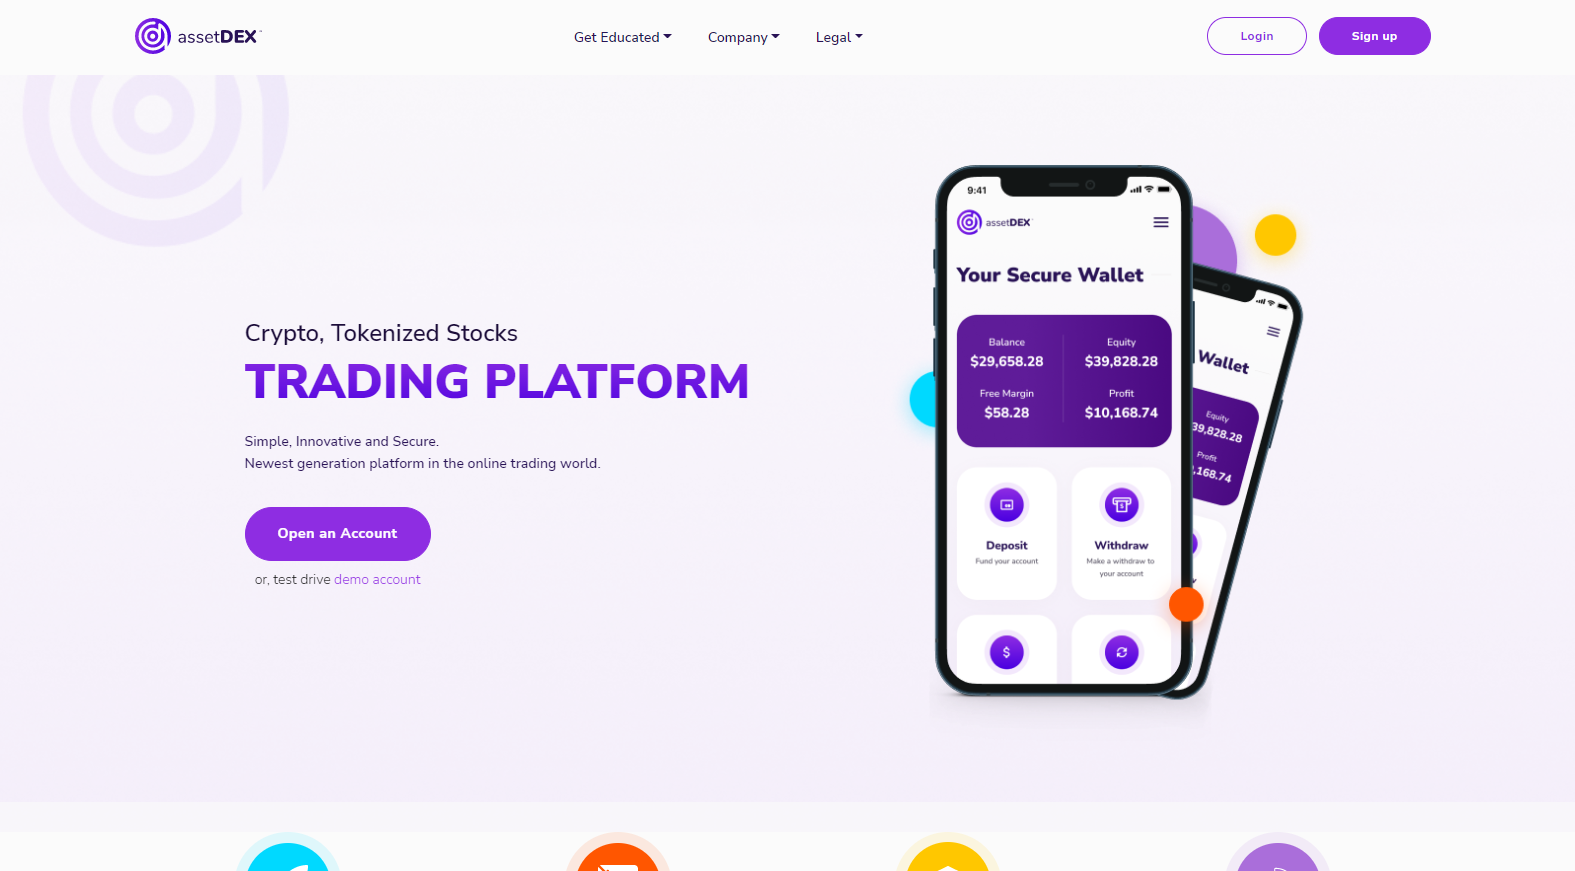 assetDEX
Get Educated
Company
Legal
Login
Sign up
Crypto, Tokenized Stocks
TRADING PLATFORM
Simple, Innovative and Secure.
Newest generation platform in the online trading world.
Open an Account
or, test drive demo account
9:41
assetDEX
Your Secure Wallet
Balance
Equity
$29,658.28
$39,828.28
Free Margin
Profit
$58.28
$10,168.74
Deposit
Fund your account
Withdraw
Make a withdraw to
your account
Wallet
Equity
39,828.28
Profit
,168.74